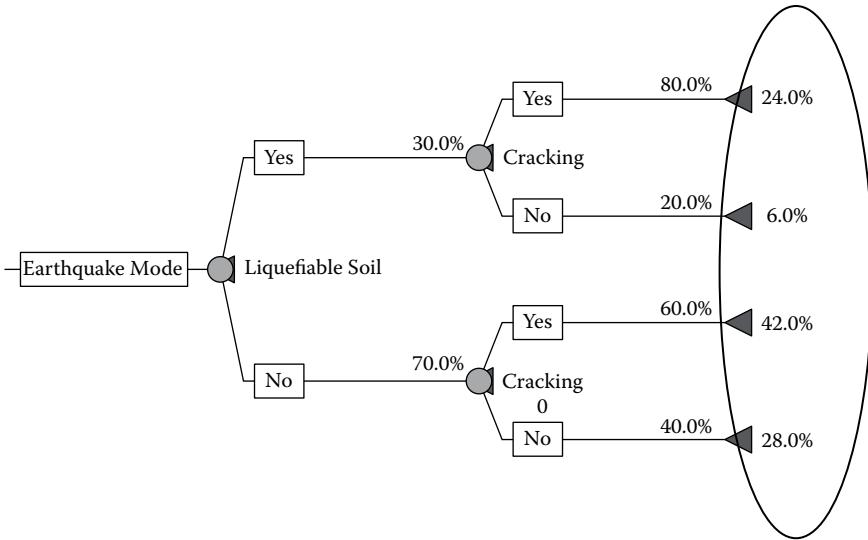 Yes
80.0%
24.0%
Yes
30.0%
Cracking
No
20.0%
6.0%
Earthquake Mode
Liquefiable Soil
Yes
60.0%
42.0%
No
70.0%
Cracking
0
No
40.0%
28.0%